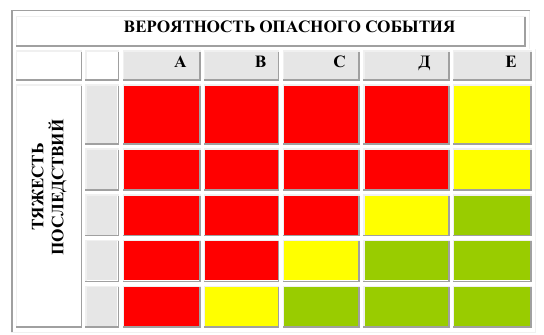 ВЕРОЯТНОСТЬ ОПАСНОГО СОБЫТИЯ
А В С Д Е
ТЯЖЕСТЬ
ПОСЛЕДСТВИЙ